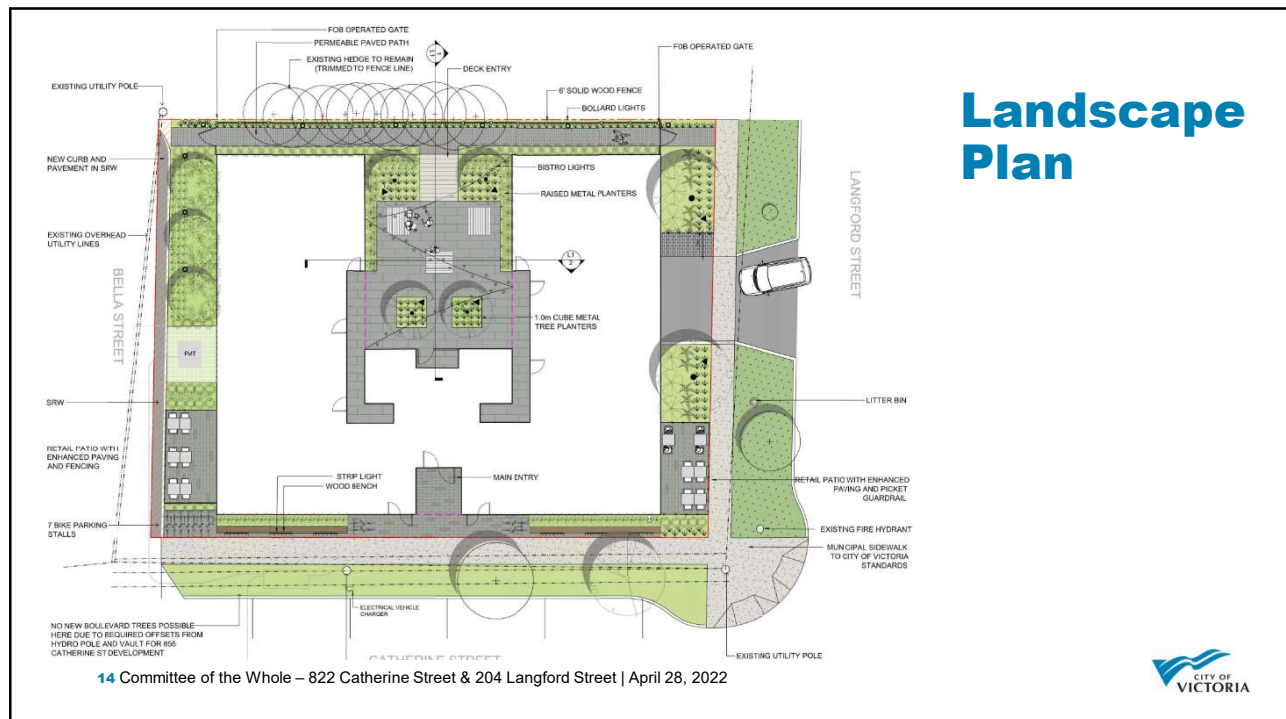 FOB OPERATED GATE
PERMEABLE PAVED PATH
EXISTING HEDGE TO REMAIN
(TRIMMED TO FENCE LINE)
DECK ENTRY
FOB OPERATED GATE
EXISTING UTILITY POLE
6' SOLID WOOD FENCE
BOLLARD LIGHTS
Landscape
Plan
NEW CURB AND
PAVEMENT IN SRW
BISTRO LIGHTS
RAISED METAL PLANTERS
EXISTING OVERHEAD
UTILITY LINES
BELLA STREET
LANGFORD STREET
L1
2
1.0m CUBE METAL
TREE PLANTERS
PMT
SRW
LITTER BIN
RETAIL PATIO WITH
ENHANCED PAVING
AND FENCING
STRIP LIGHT
WOOD BENCH
MAIN ENTRY
RETAIL PATIO WITH ENHANCED
PAVING AND PICKET
GUARDRAIL
7 BIKE PARKING
STALLS
EXISTING FIRE HYDRANT
MUNCIPAL SIDEWALK
TO CITY OF VICTORIA
STANDARDS
ELECTRICAL VEHICLE
CHARGER
NO NEW BOULEVARD TREES POSSIBLE
HERE DUE TO REQUIRED OFFSETS FROM
HYDRO POLE AND VAULT FOR 855
CATHERINE ST DEVELOPMENT
CATHERINE STREET
EXISTING UTILITY POLE
14 Committee of the Whole – 822 Catherine Street & 204 Langford Street | April 28, 2022
CITY OF
VICTORIA